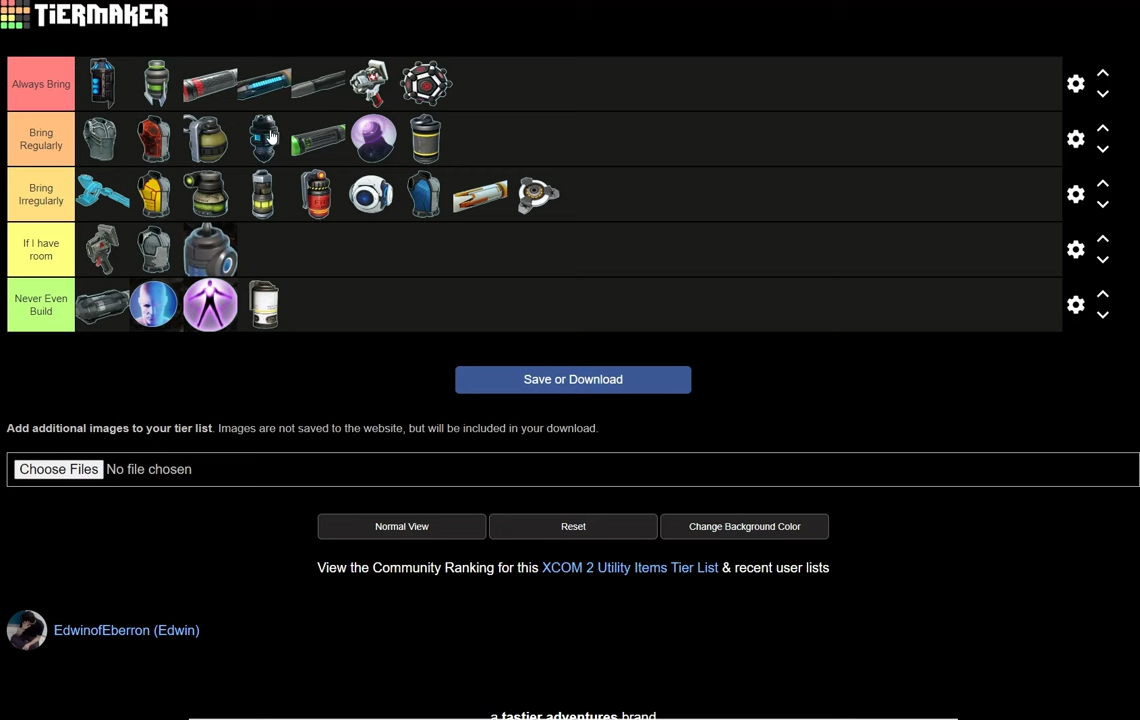 TiERMAKER
Always Bring
Bring
Regularly
Bring
Irregularly
If I have
room
Never Even
Build
Save or Download
Add additional images to your tier list. Images are not saved to the website, but will be included in your download.
Choose Files No file chosen
Normal View
Reset
Change Background Color
View the Community Ranking for this XCOM 2 Utility Items Tier List & recent user lists
EdwinofEberron (Edwin)
a tastier adventures brand